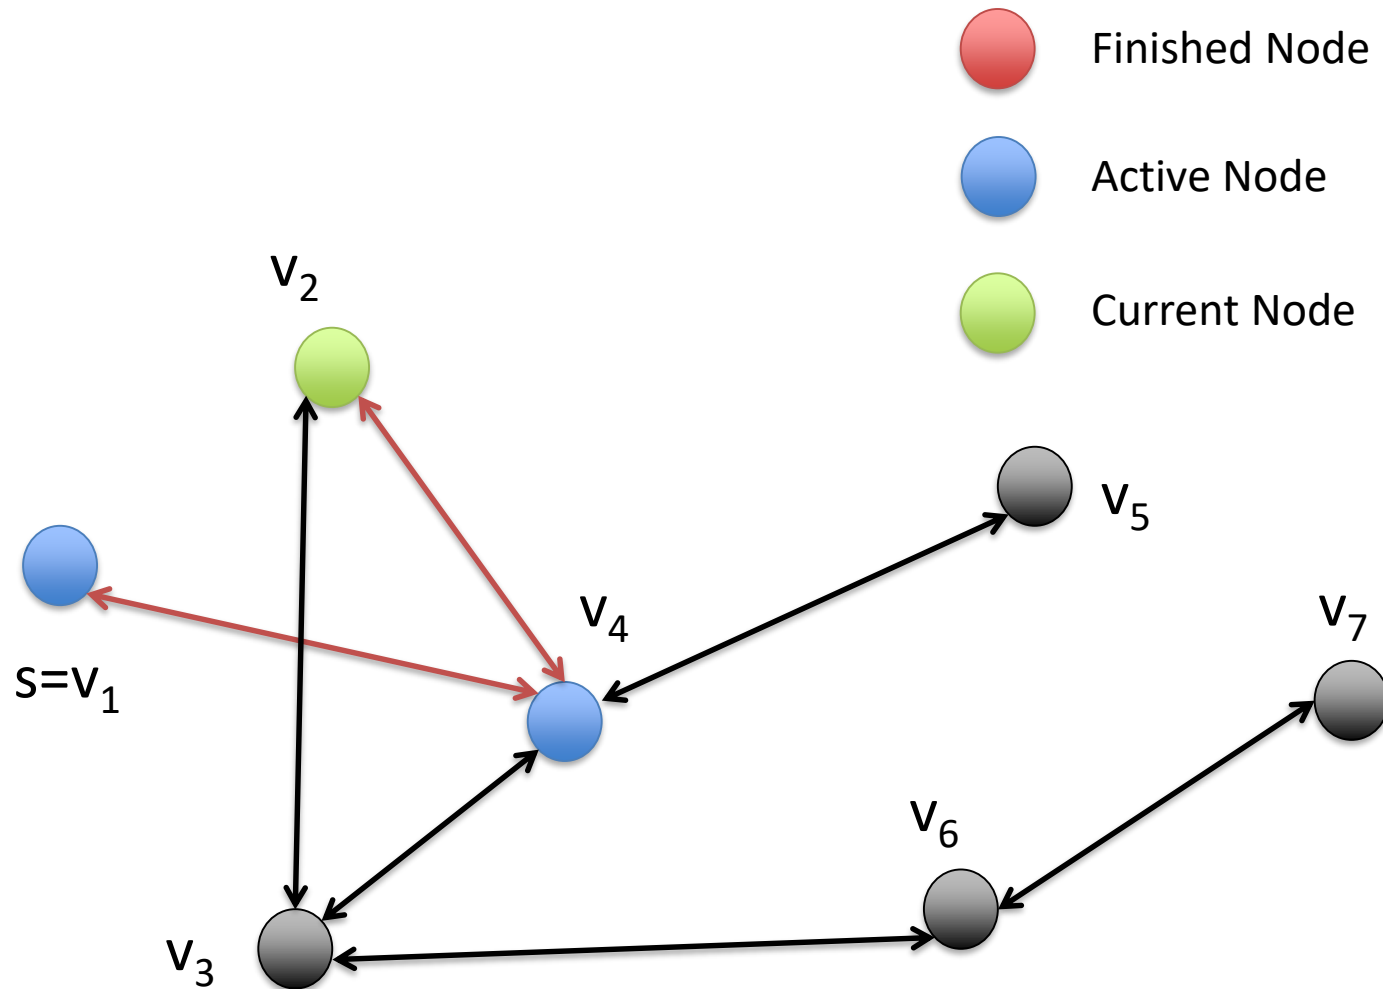 Finished Node
Active Node
v2
Current Node
v5
v4
v7
s=v1
v6
v3